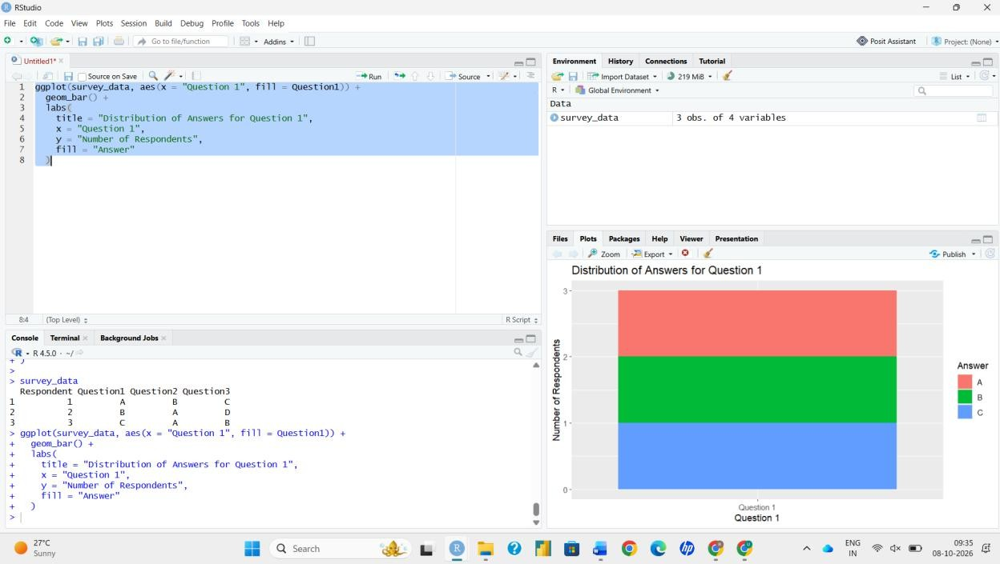 RStudio
File Edit Code View Plots Session Build Debug Profile Tools Help
Go to file/function Addins Posit Assistant Project: (None)
Untitled1*
Source on Save Run Source
1 ggplot(survey_data, aes(x = "Question 1", fill = Question1)) +
2 geom_bar() +
3 labs(
4 title = "Distribution of Answers for Question 1",
5 x = "Question 1",
6 y = "Number of Respondents",
7 fill = "Answer"
8 )
8:4 (Top Level) R Script
Console Terminal Background Jobs
R 4.5.0 · ~/
+ )
>
> survey_data
Respondent Question1 Question2 Question3
1 1 A B C
2 2 B A D
3 3 C A B
> ggplot(survey_data, aes(x = "Question 1", fill = Question1)) +
+ geom_bar() +
+ labs(
+ title = "Distribution of Answers for Question 1",
+ x = "Question 1",
+ y = "Number of Respondents",
+ fill = "Answer"
+ )
>
Environment History Connections Tutorial
Import Dataset 219 MiB List
R Global Environment
Data
survey_data 3 obs. of 4 variables
Files Plots Packages Help Viewer Presentation
Zoom Export Publish
Distribution of Answers for Question 1
Number of Respondents
3
2
1
0
Question 1
Question 1
Answer
A
B
C
27°C
Sunny
Search
ENG
IN
09:35
08-10-2026